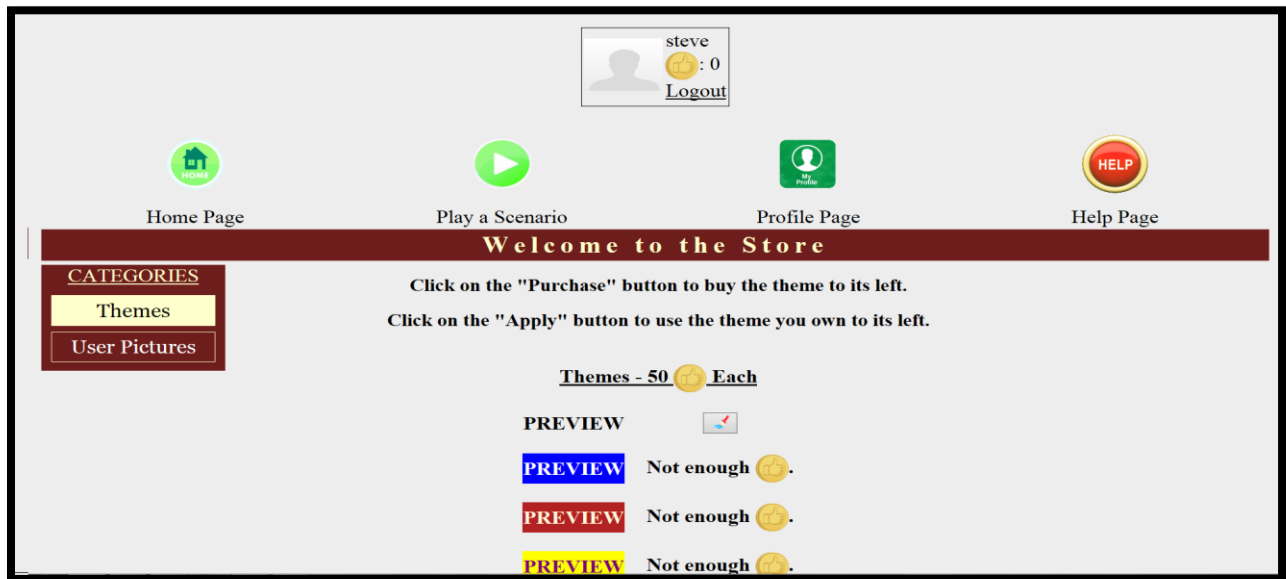 steve
: 0
Logout
HOME
My
Profile
HELP
Home Page Play a Scenario Profile Page Help Page
Welcome to the Store
CATEGORIES
Themes
User Pictures
Click on the "Purchase" button to buy the theme to its left.
Click on the "Apply" button to use the theme you own to its left.
Themes - 50 Each
PREVIEW
PREVIEW Not enough .
PREVIEW Not enough .
PREVIEW Not enough .